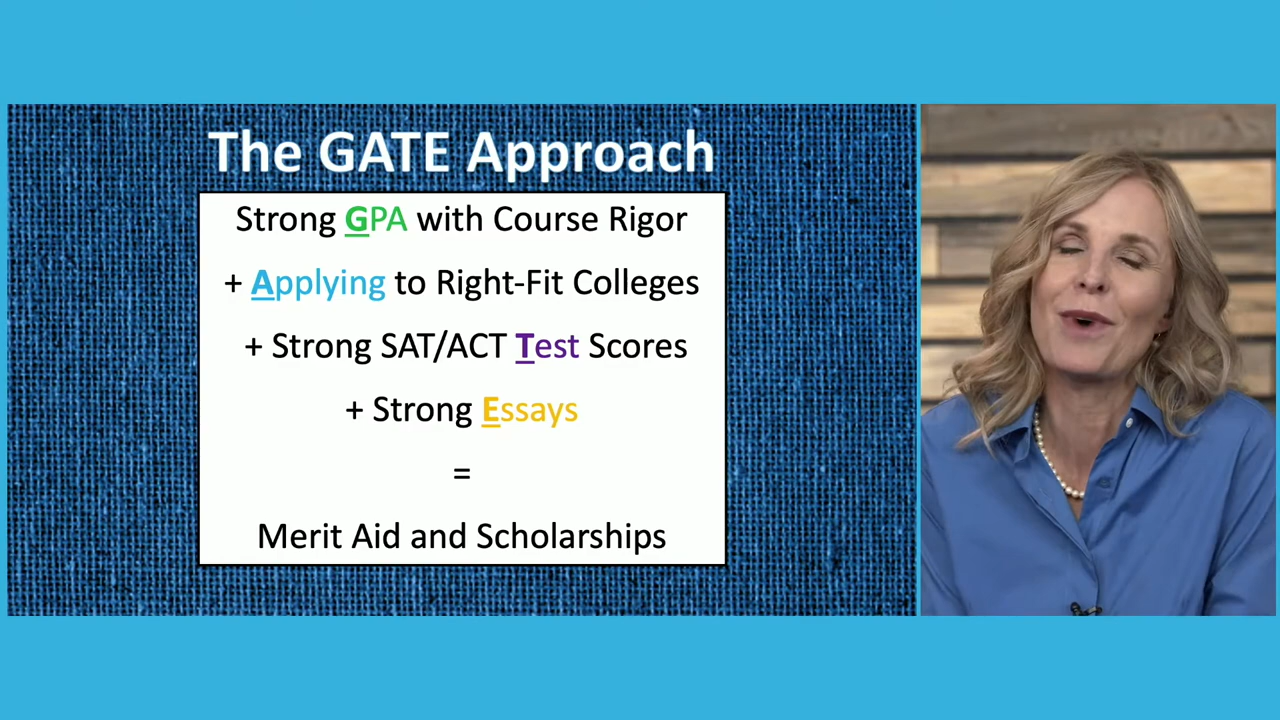 The GATE Approach
Strong GPA with Course Rigor
+ Applying to Right-Fit Colleges
+ Strong SAT/ACT Test Scores
+ Strong Essays
=
Merit Aid and Scholarships